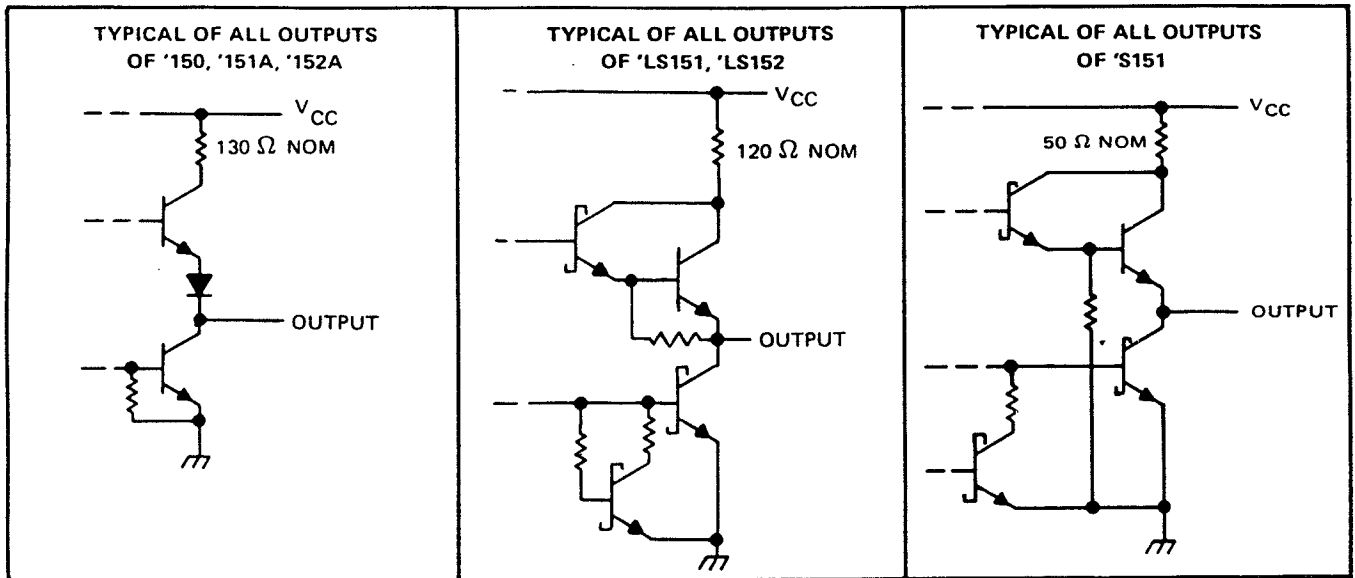 TYPICAL OF ALL OUTPUTS
OF '150, '151A, '152A
VCC
130 Ω NOM
OUTPUT
TYPICAL OF ALL OUTPUTS
OF 'LS151, 'LS152
VCC
120 Ω NOM
OUTPUT
TYPICAL OF ALL OUTPUTS
OF 'S151
VCC
50 Ω NOM
OUTPUT